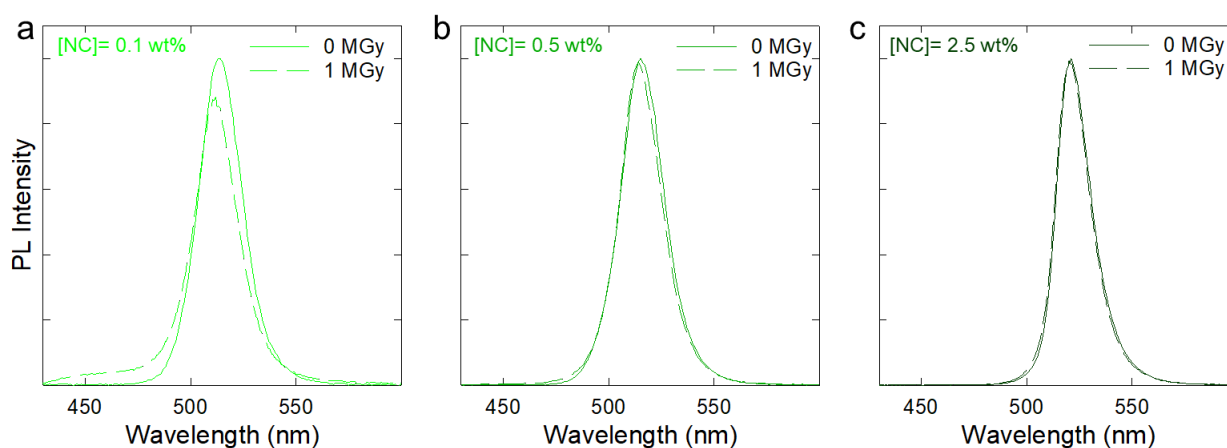 a
[NC]= 0.1 wt%
0 MGy
1 MGy
PL Intensity
450 500 550
Wavelength (nm)
b
[NC]= 0.5 wt%
0 MGy
1 MGy
450 500 550
Wavelength (nm)
c
[NC]= 2.5 wt%
0 MGy
1 MGy
450 500 550
Wavelength (nm)